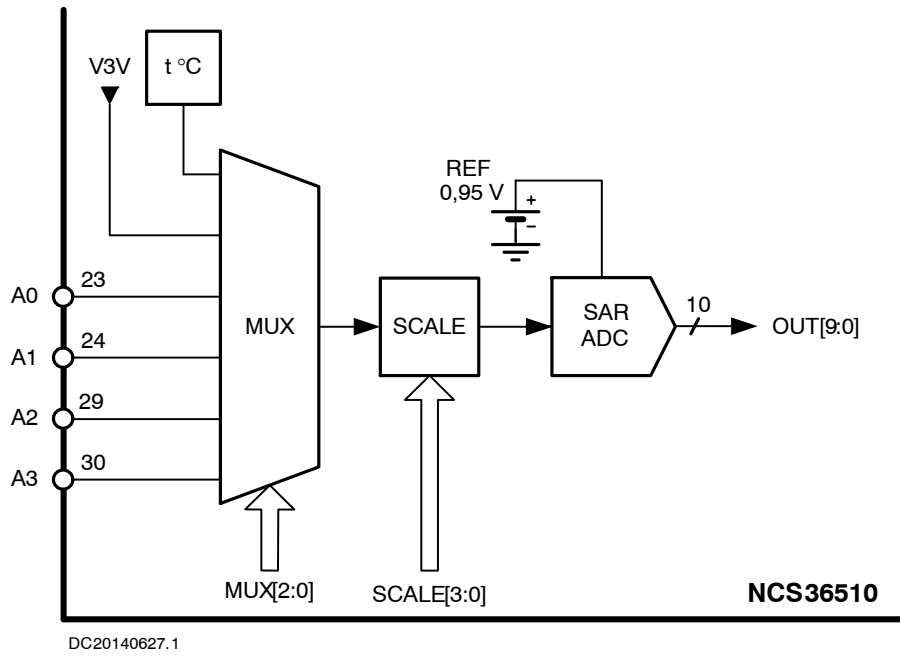 V3V
t °C
REF
0,95 V
+
−
A0
23
A1
24
A2
29
A3
30
MUX
SCALE
SAR
ADC
10
OUT[9:0]
MUX[2:0]
SCALE[3:0]
NCS36510
DC20140627.1